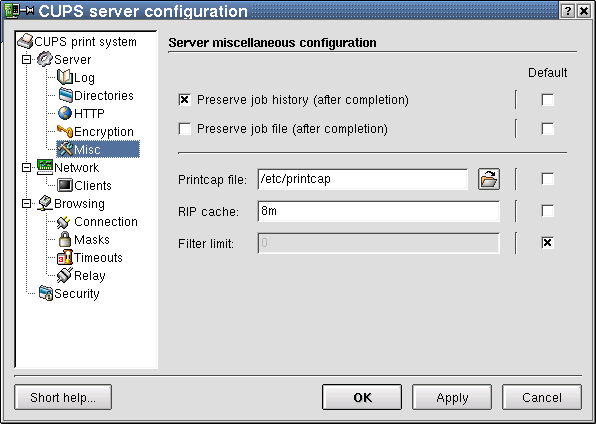 CUPS server configuration
CUPS print system
Server
Log
Directories
HTTP
Encryption
Misc
Network
Clients
Browsing
Connection
Masks
Timeouts
Relay
Security
Server miscellaneous configuration
Default
Preserve job history (after completion)
Preserve job file (after completion)
Printcap file: /etc/printcap
RIP cache: 8m
Filter limit: 0
Short help... OK Apply Cancel